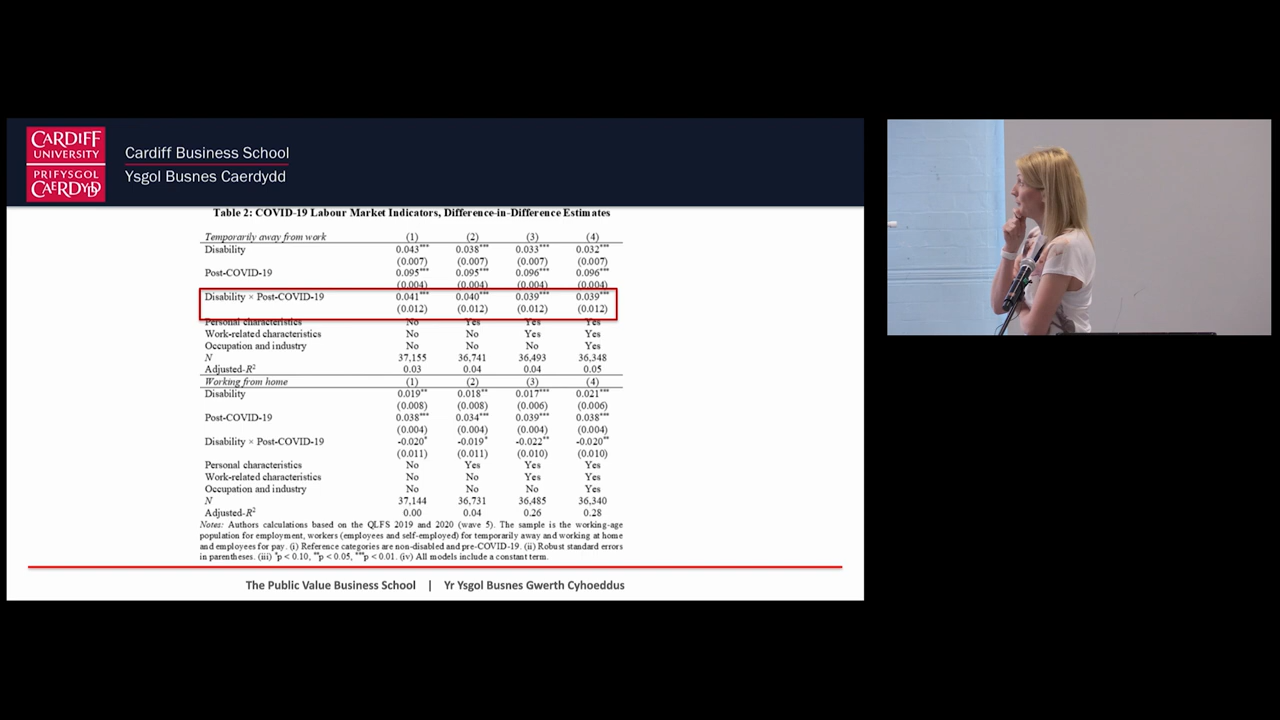 CARDIFF
UNIVERSITY
PRIFYSGOL
CAERDYDD
Cardiff Business School
Ysgol Busnes Caerdydd
Table 2: COVID-19 Labour Market Indicators, Difference-in-Difference Estimates
Temporarily away from work (1) (2) (3) (4)
Disability 0.043*** 0.038*** 0.033*** 0.032***
(0.007) (0.007) (0.007) (0.007)
Post-COVID-19 0.095*** 0.095*** 0.096*** 0.096***
(0.004) (0.004) (0.004) (0.004)
Disability × Post-COVID-19 0.041*** 0.040*** 0.039*** 0.039***
(0.012) (0.012) (0.012) (0.012)
Personal characteristics No Yes Yes Yes
Work-related characteristics No No Yes Yes
Occupation and industry No No No Yes
N 37,155 36,741 36,493 36,348
Adjusted-R² 0.03 0.04 0.04 0.05
Working from home (1) (2) (3) (4)
Disability 0.019** 0.018** 0.017*** 0.021***
(0.008) (0.008) (0.006) (0.006)
Post-COVID-19 0.038*** 0.034*** 0.039*** 0.038***
(0.004) (0.004) (0.004) (0.004)
Disability × Post-COVID-19 -0.020* -0.019* -0.022** -0.020**
(0.011) (0.011) (0.010) (0.010)
Personal characteristics No Yes Yes Yes
Work-related characteristics No No Yes Yes
Occupation and industry No No No Yes
N 37,144 36,731 36,485 36,340
Adjusted-R² 0.00 0.04 0.26 0.28
Notes: Authors calculations based on the QLFS 2019 and 2020 (wave 5). The sample is the working-age
population for employment, workers (employees and self-employed) for temporarily away and working at home
and employees for pay. (i) Reference categories are non-disabled and pre-COVID-19. (ii) Robust standard errors
in parentheses. (iii) *p < 0.10, **p < 0.05, ***p < 0.01. (iv) All models include a constant term.
The Public Value Business School | Yr Ysgol Busnes Gwerth Cyhoeddus